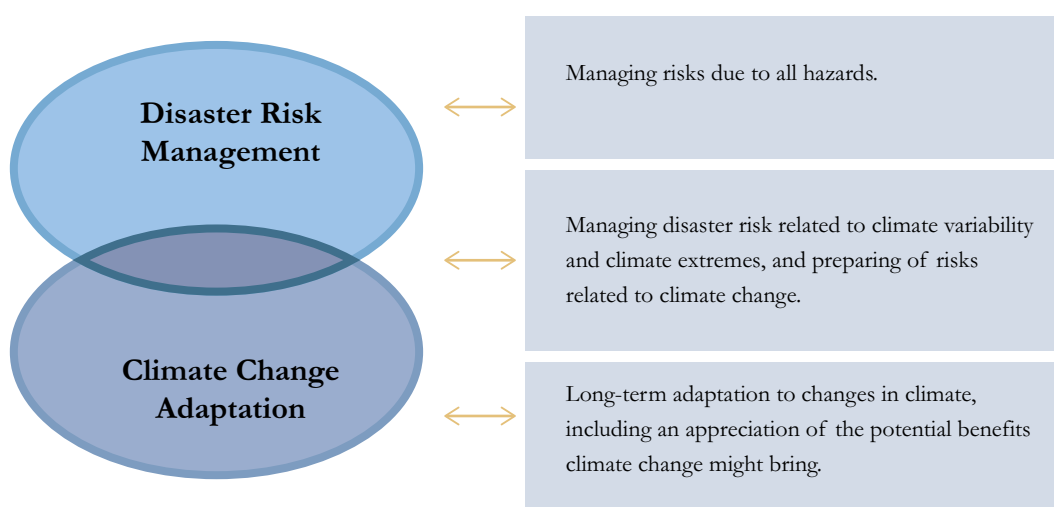 Disaster Risk
Management
Managing risks due to all hazards.
Managing disaster risk related to climate variability
and climate extremes, and preparing of risks
related to climate change.
Climate Change
Adaptation
Long-term adaptation to changes in climate,
including an appreciation of the potential benefits
climate change might bring.